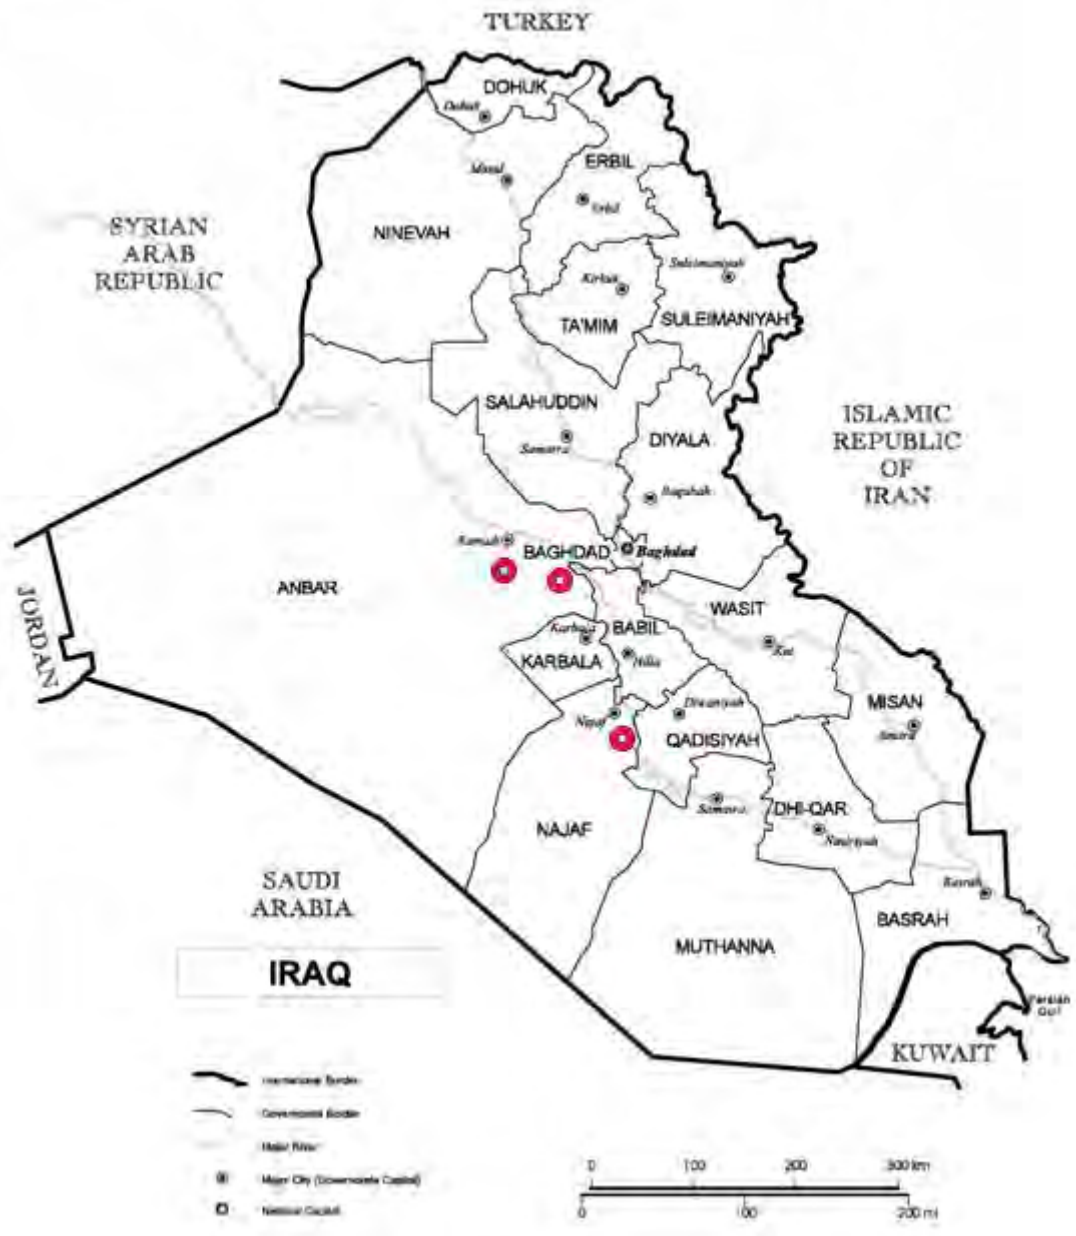 TURKEY
DOHUK
Dohuk
Mosul
ERBIL
Erbil
SYRIAN
ARAB
REPUBLIC
NINEVAH
Suleimaniyah
Kirkuk
TA'MIM
SULEIMANIYAH
SALAHUDDIN
Samarra
DIYALA
ISLAMIC
REPUBLIC
OF
IRAN
Baqubah
Ramadi
BAGHDAD
Baghdad
ANBAR
JORDAN
WASIT
Karbala
BABIL
Kut
KARBALA
Hilla
MISAN
Najaf
Diwaniyah
QADISIYAH
Samawa
DHI-QAR
NAJAF
Nasiriyah
SAUDI
ARABIA
Basrah
BASRAH
MUTHANNA
IRAQ
Persian
Gulf
KUWAIT
International Border
Governorate Border
Major River
Major City (Governorate Capital)
National Capital
0 100 200 300 km
0 100 200 mi